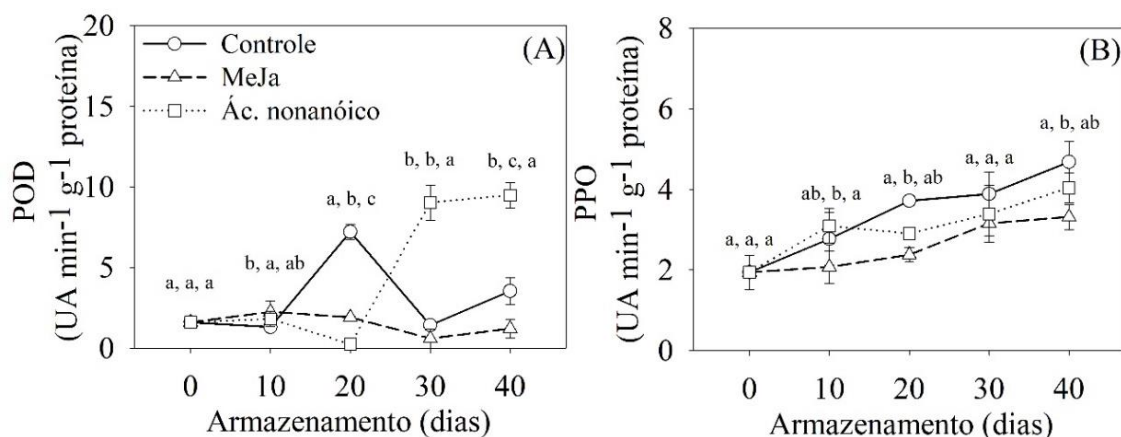 20
15
10
5
0
POD
(UA min-1 g-1 proteína)
(A)
Controle
MeJa
Ác. nonanóico
a, a, a
b, a, ab
a, b, c
b, b, a
b, c, a
0 10 20 30 40
Armazenamento (dias)
8
6
4
2
0
PPO
(UA min-1 g-1 proteína)
(B)
a, a, a
ab, b, a
a, b, ab
a, a, a
a, b, ab
0 10 20 30 40
Armazenamento (dias)